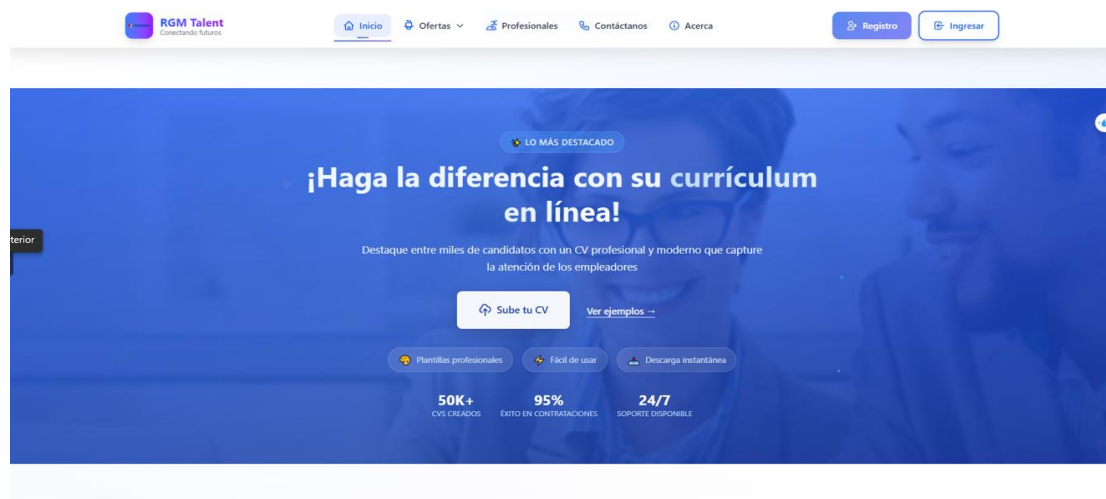 RGM Talent
Conectando futuros
Inicio
Ofertas
Profesionales
Contáctanos
Acerca
Registro
Ingresar
LO MÁS DESTACADO
¡Haga la diferencia con su currículum
en línea!
Destaque entre miles de candidatos con un CV profesional y moderno que capture
la atención de los empleadores
terior
Sube tu CV
Ver ejemplos →
Plantillas profesionales
Fácil de usar
Descarga instantánea
50K+
95%
24/7
CVS CREADOS
ÉXITO EN CONTRATACIONES
SOPORTE DISPONIBLE